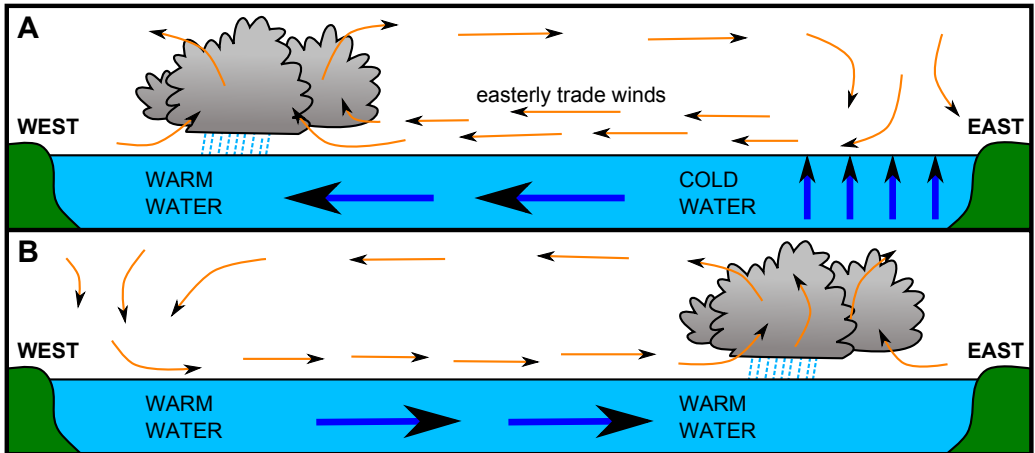 A
easterly trade winds
WEST
EAST
WARM
WATER
COLD
WATER
B
WEST
EAST
WARM
WATER
WARM
WATER